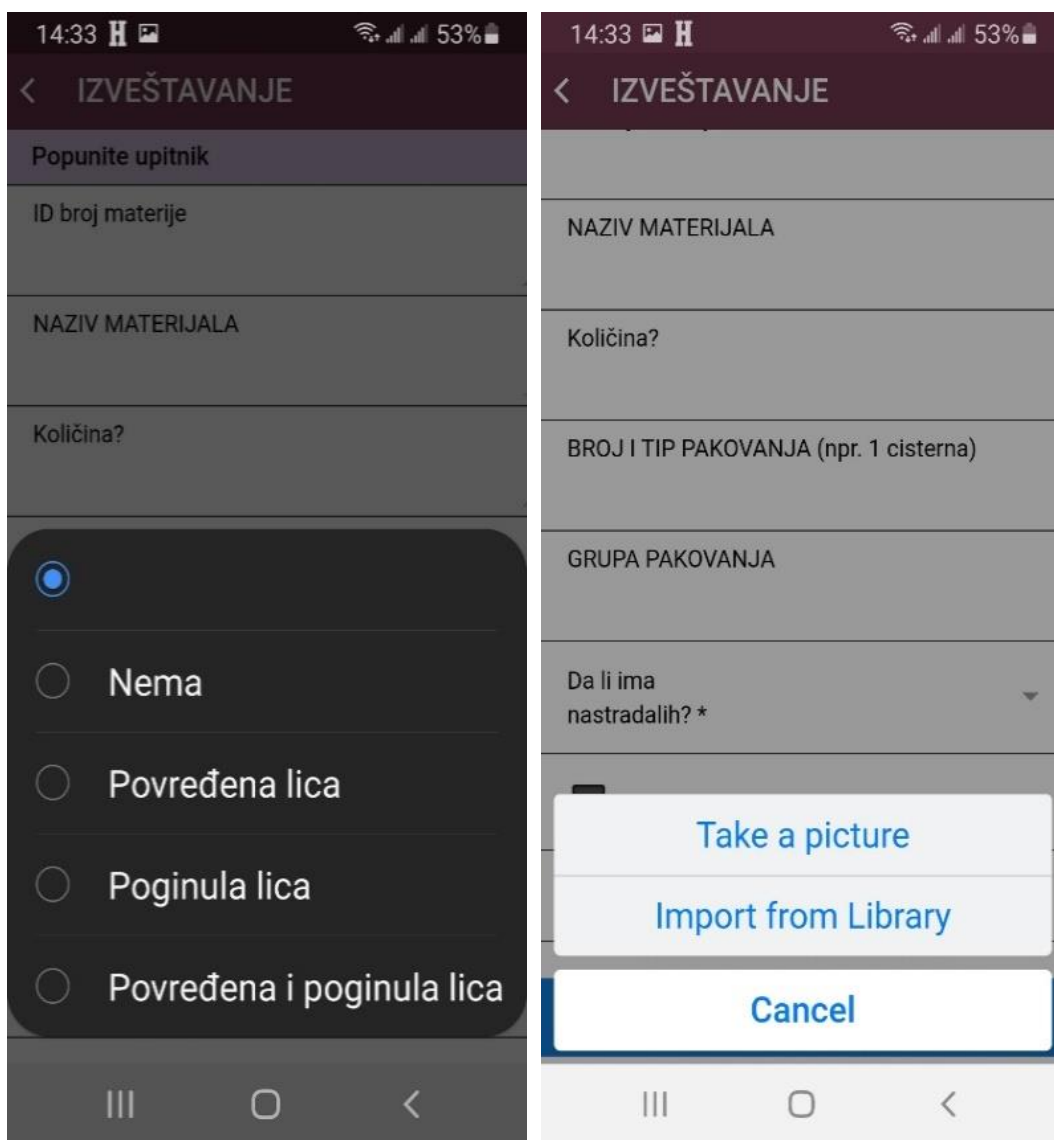 14:33 H 53%
IZVEŠTAVANJE
Popunite upitnik
ID broj materije
NAZIV MATERIJALA
Količina?
Nema
Povređena lica
Poginula lica
Povređena i poginula lica
14:33 H 53%
IZVEŠTAVANJE
NAZIV MATERIJALA
Količina?
BROJ I TIP PAKOVANJA (npr. 1 cisterna)
GRUPA PAKOVANJA
Da li ima
nastradalih? *
Take a picture
Import from Library
Cancel